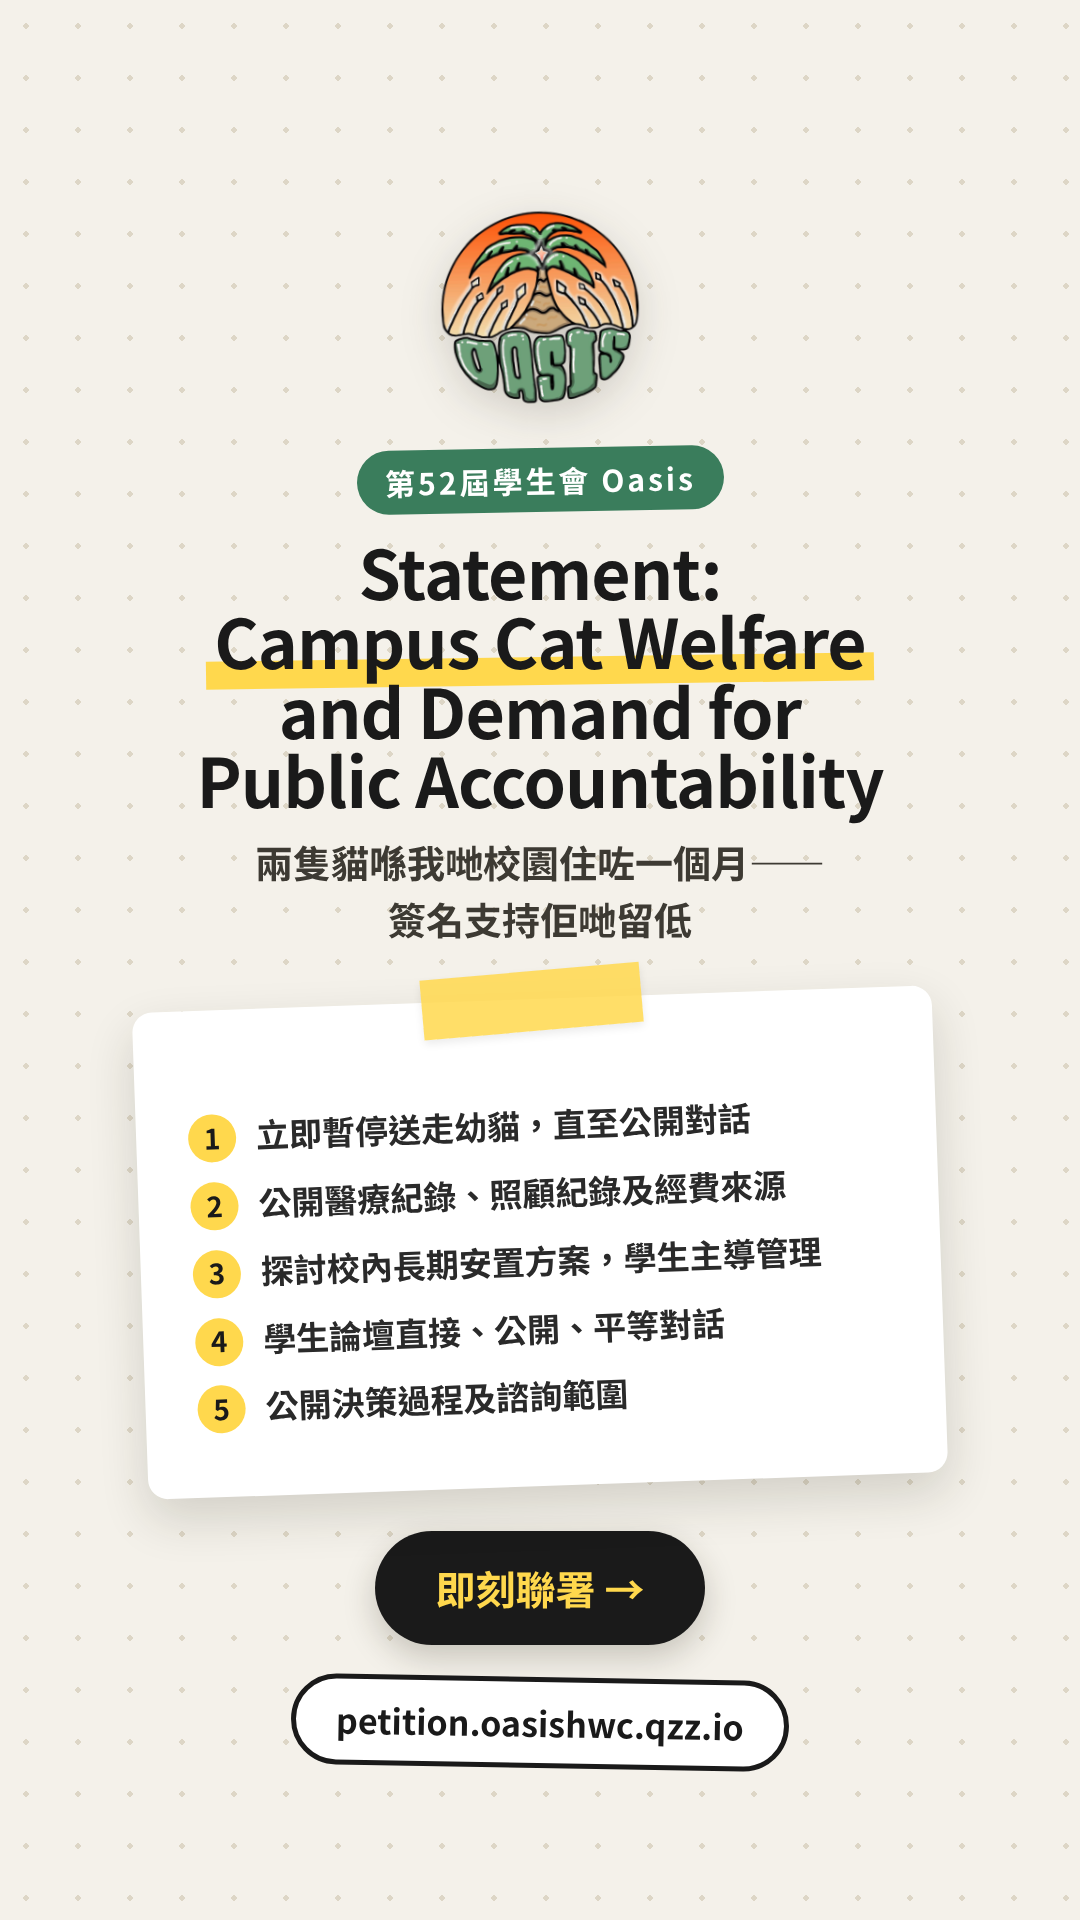 OASIS
第52屆學生會 Oasis
Statement:
Campus Cat Welfare
and Demand for
Public Accountability
兩隻貓喺我哋校園住咗一個月——
簽名支持佢哋留低
1 立即暫停送走幼貓，直至公開對話
2 公開醫療紀錄、照顧紀錄及經費來源
3 探討校內長期安置方案，學生主導管理
4 學生論壇直接、公開、平等對話
5 公開決策過程及諮詢範圍
即刻聯署 →
petition.oasishwc.qzz.io